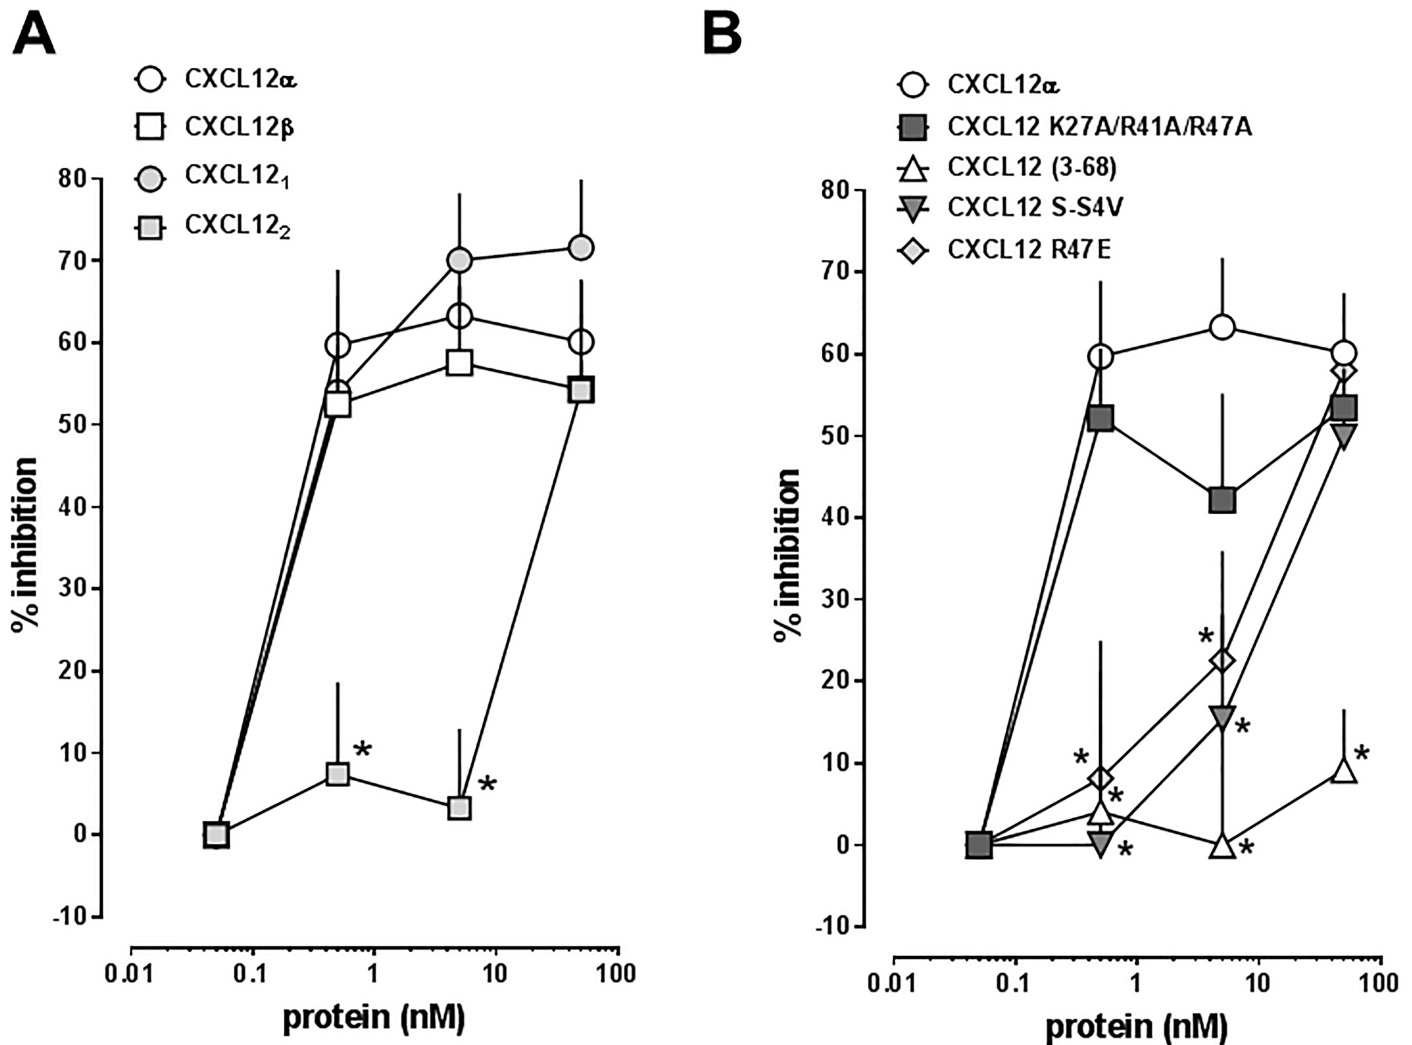 A
CXCL12α
CXCL12β
CXCL12₁
CXCL12₂
80
70
60
50
40
30
20
10
0
-10
% inhibition
*
*
0.01 0.1 1 10 100
protein (nM)
B
CXCL12α
CXCL12 K27A/R41A/R47A
CXCL12 (3-68)
CXCL12 S-S4V
CXCL12 R47E
80
70
60
50
40
30
20
10
0
-10
% inhibition
*
*
*
*
*
*
*
0.01 0.1 1 10 100
protein (nM)